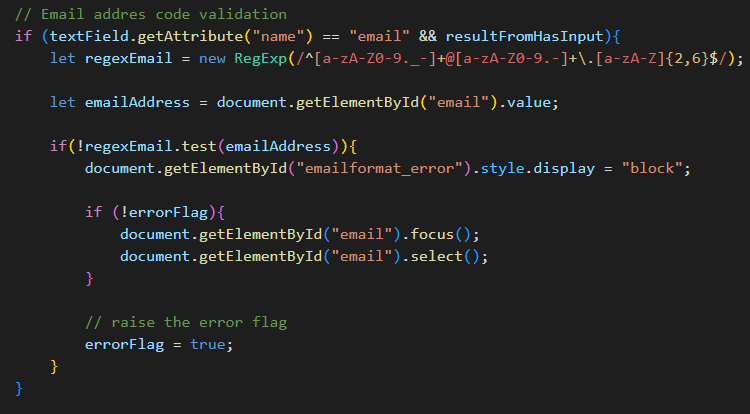 // Email addres code validation
if (textField.getAttribute("name") == "email" && resultFromHasInput){
let regexEmail = new RegExp(/^[a-zA-Z0-9._-]+@[a-zA-Z0-9.-]+\.[a-zA-Z]{2,6}$/);
let emailAddress = document.getElementById("email").value;
if(!regexEmail.test(emailAddress)){
document.getElementById("emailformat_error").style.display = "block";
if (!errorFlag){
document.getElementById("email").focus();
document.getElementById("email").select();
}
// raise the error flag
errorFlag = true;
}
}